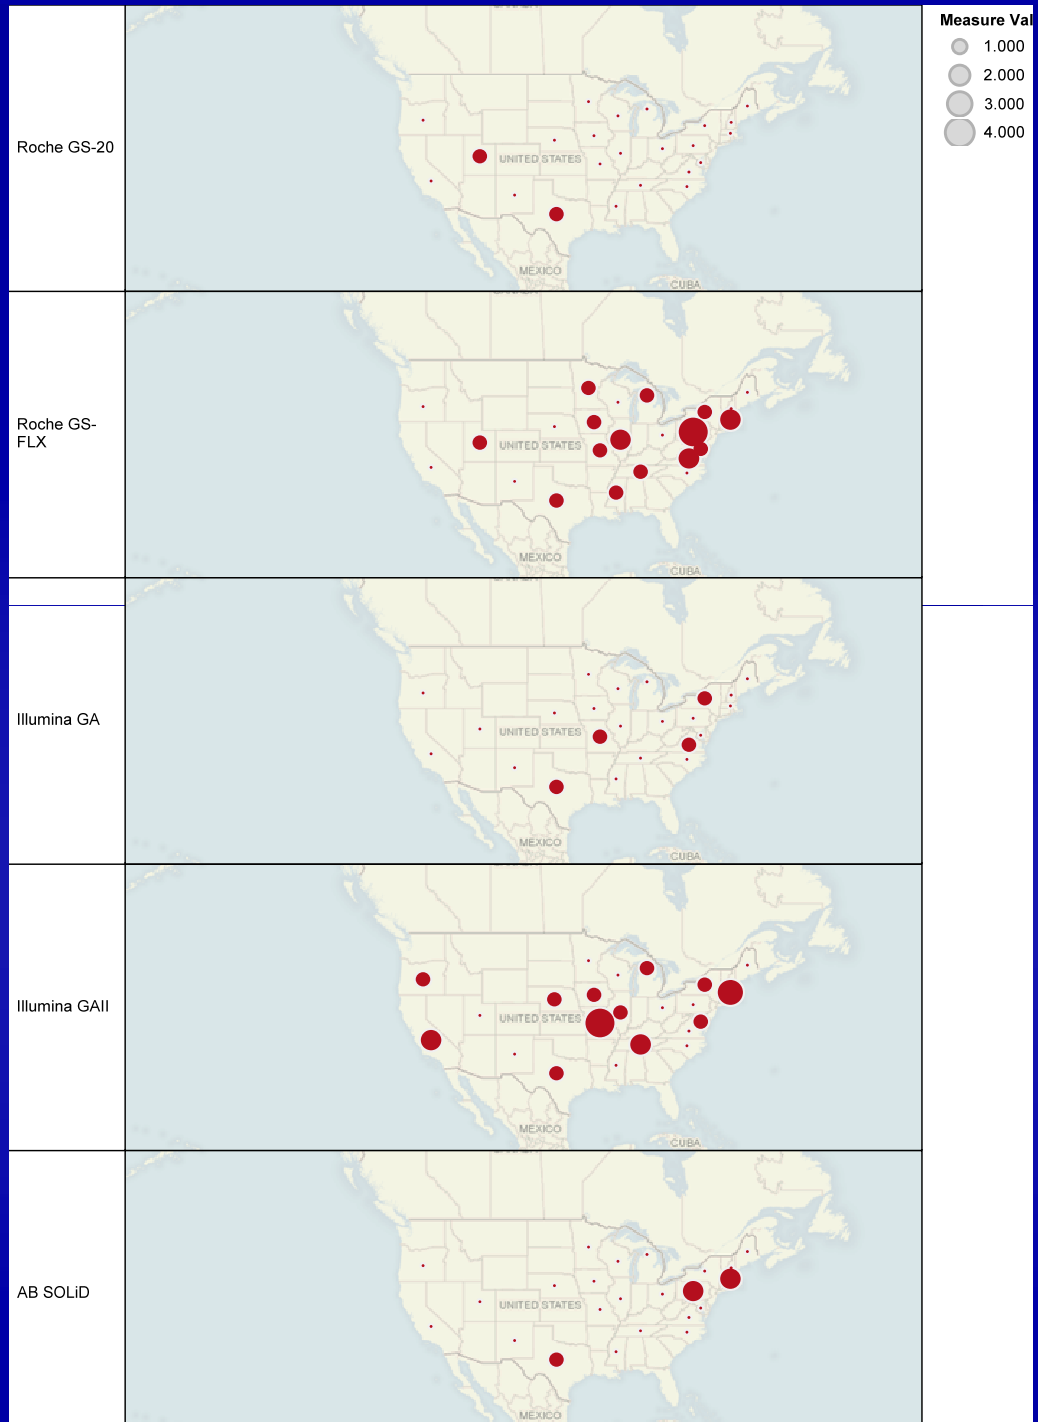 Measure Val
1.000
2.000
3.000
4.000
Roche GS-20
UNITED STATES
MEXICO
CUBA
Roche GS-
FLX
UNITED STATES
MEXICO
CUBA
Illumina GA
UNITED STATES
MEXICO
CUBA
Illumina GAII
UNITED STATES
MEXICO
CUBA
AB SOLiD
UNITED STATES
MEXICO